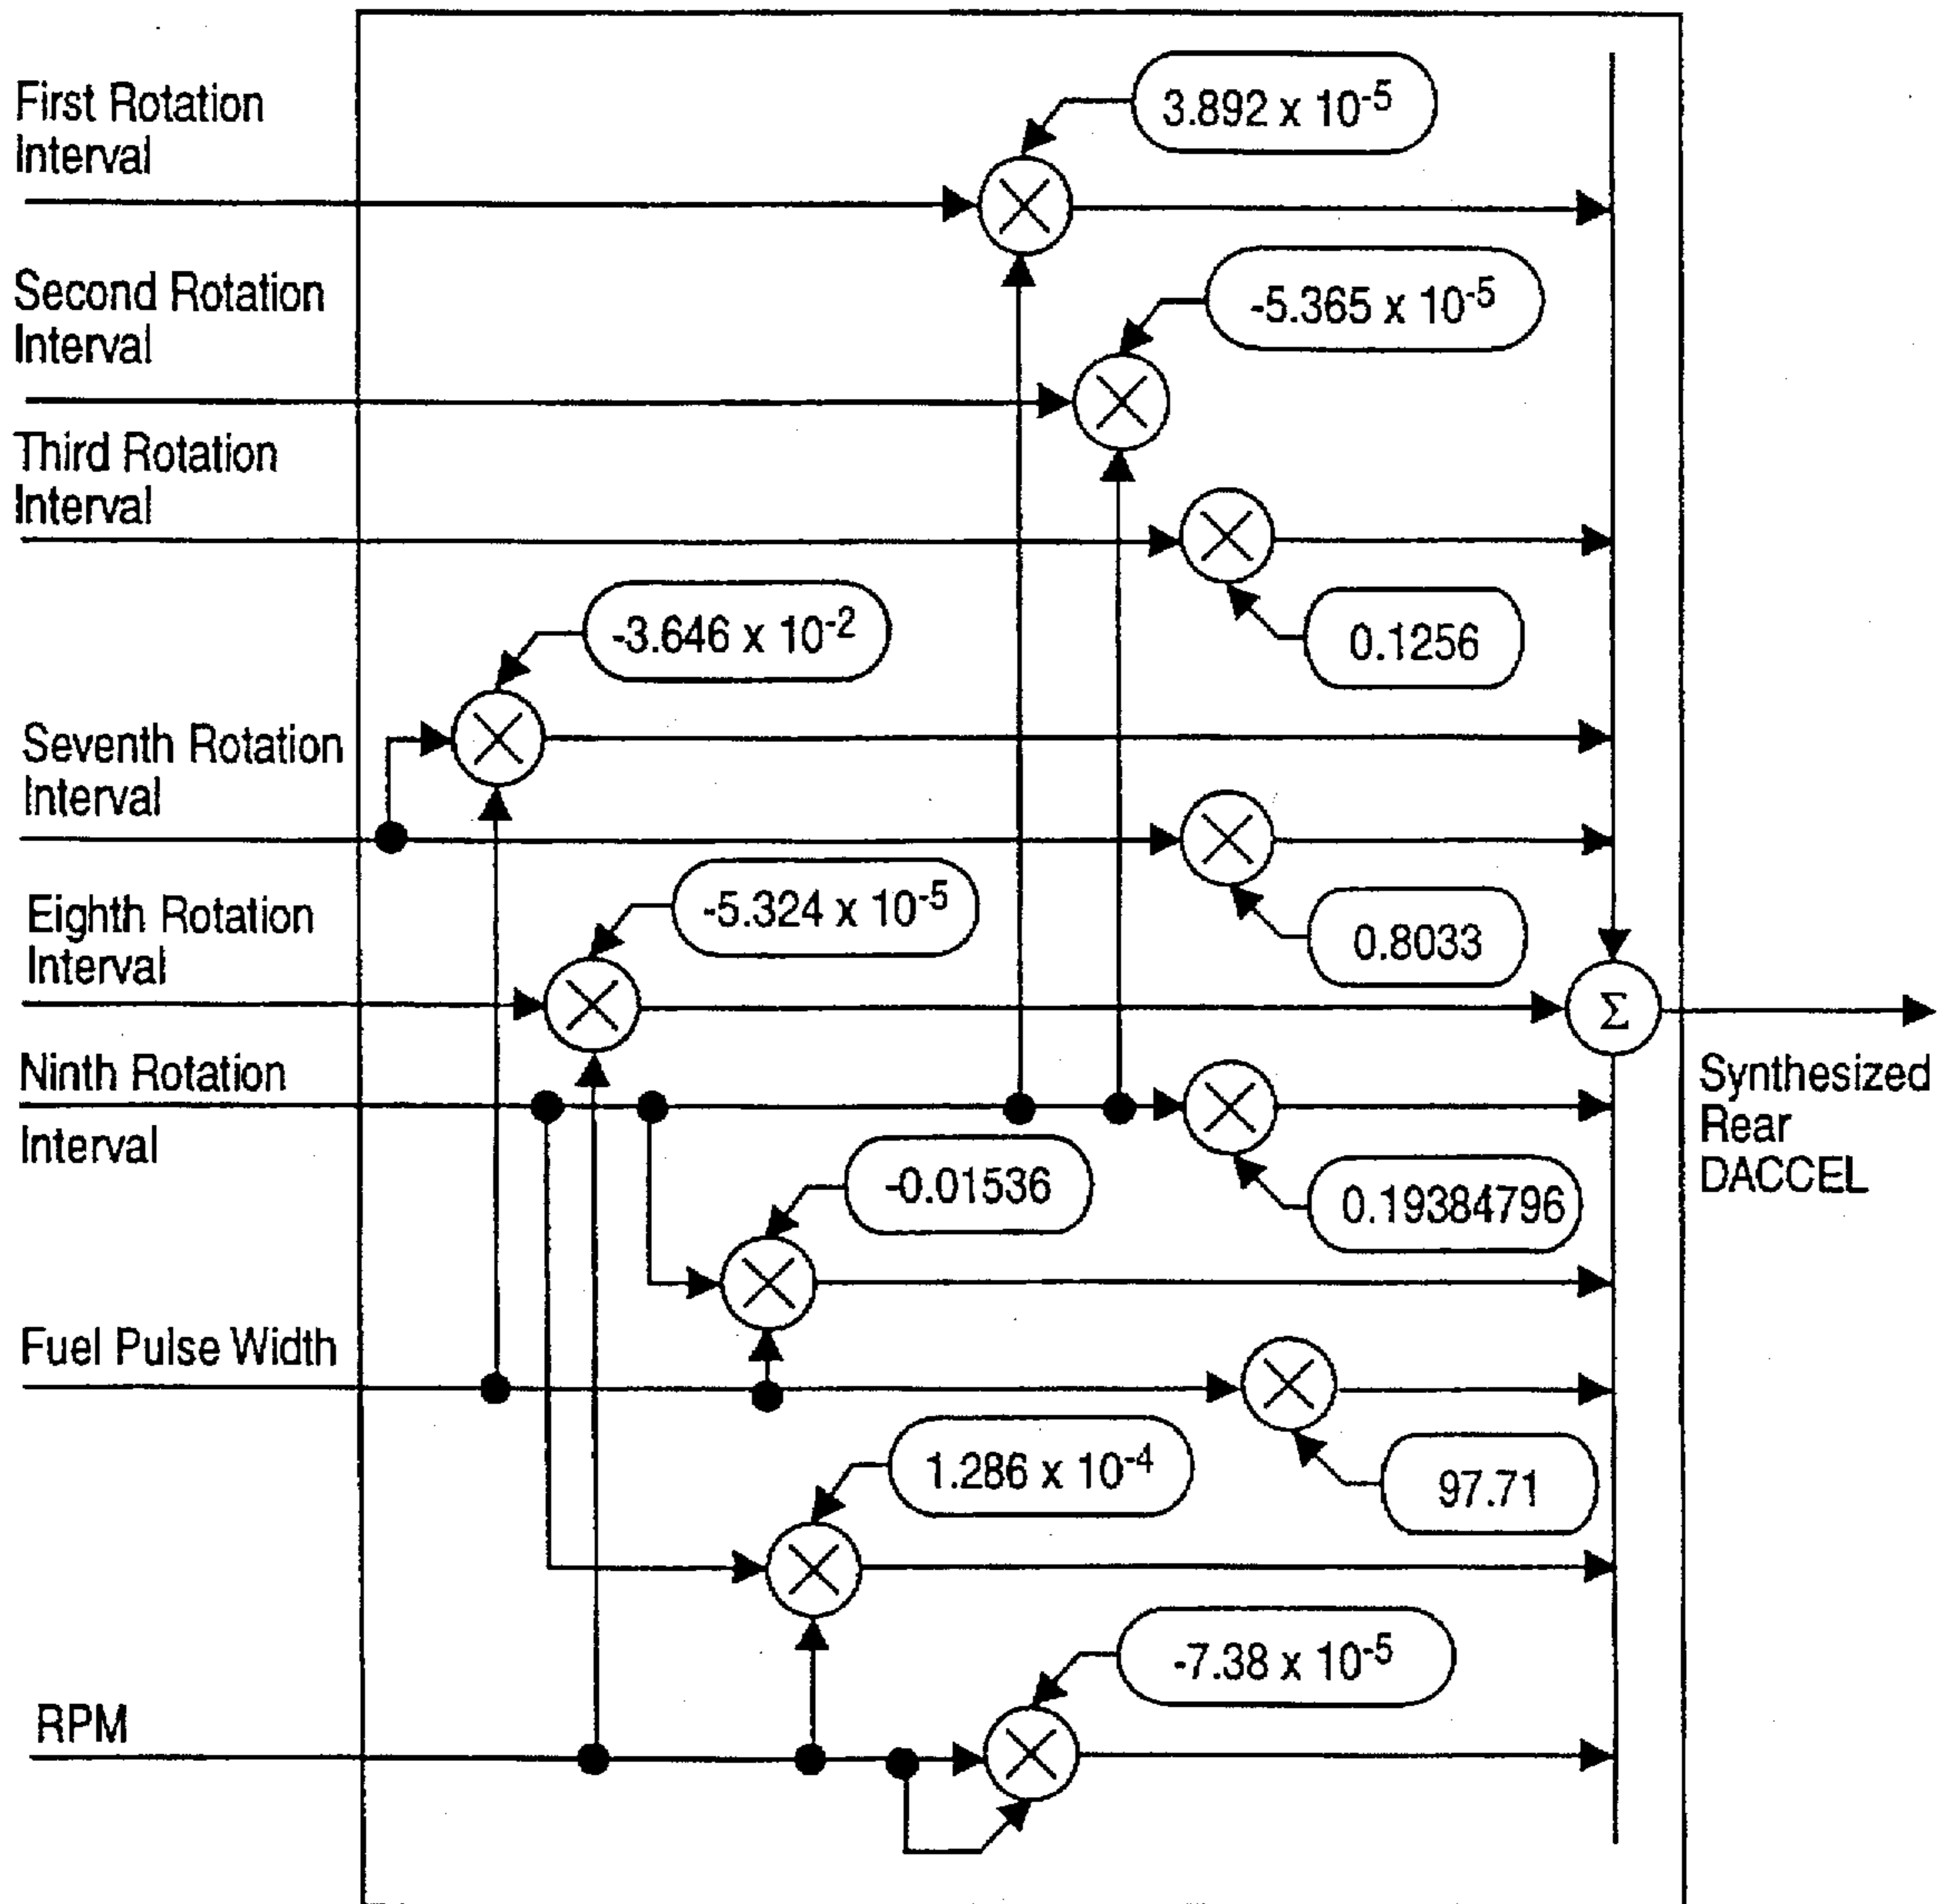 First Rotation
Interval
3.892 x 10-5
Second Rotation
Interval
-5.365 x 10-5
Third Rotation
Interval
0.1256
-3.646 x 10-2
Seventh Rotation
Interval
0.8033
Eighth Rotation
Interval
-5.324 x 10-5
Σ
Ninth Rotation
Interval
0.19384796
-0.01536
Synthesized
Rear
DACCEL
Fuel Pulse Width
97.71
1.286 x 10-4
RPM
-7.38 x 10-5